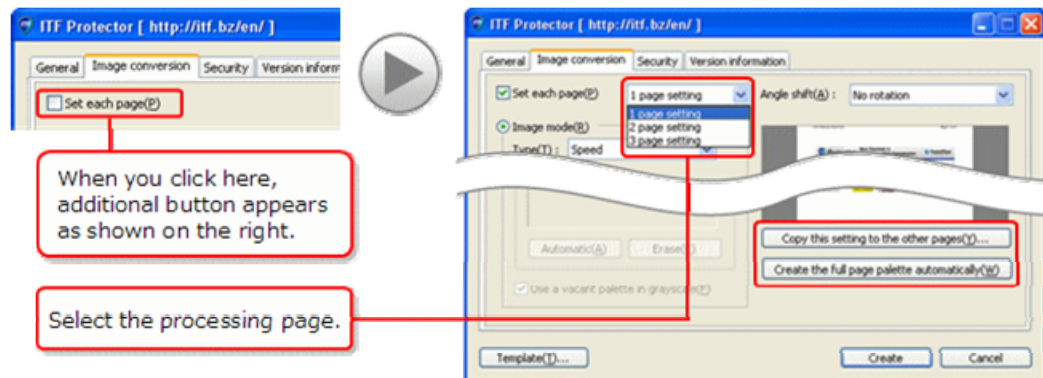 ITF Protector [ http://itf.bz/en/ ]
General Image conversion Security Version inform
Set each page(P)
When you click here,
additional button appears
as shown on the right.
Select the processing page.
ITF Protector [ http://itf.bz/en/ ]
General Image conversion Security Version information
Set each page(P) 1 page setting Angle shift(A) : No rotation
1 page setting
2 page setting
3 page setting
Image mode(R)
Type(T) : Speed
Automatic(A) Erase
Use a vacant palette in grayscale(P)
Copy this setting to the other pages(Y)...
Create the full page palette automatically(W)
Template(T)... Create Cancel